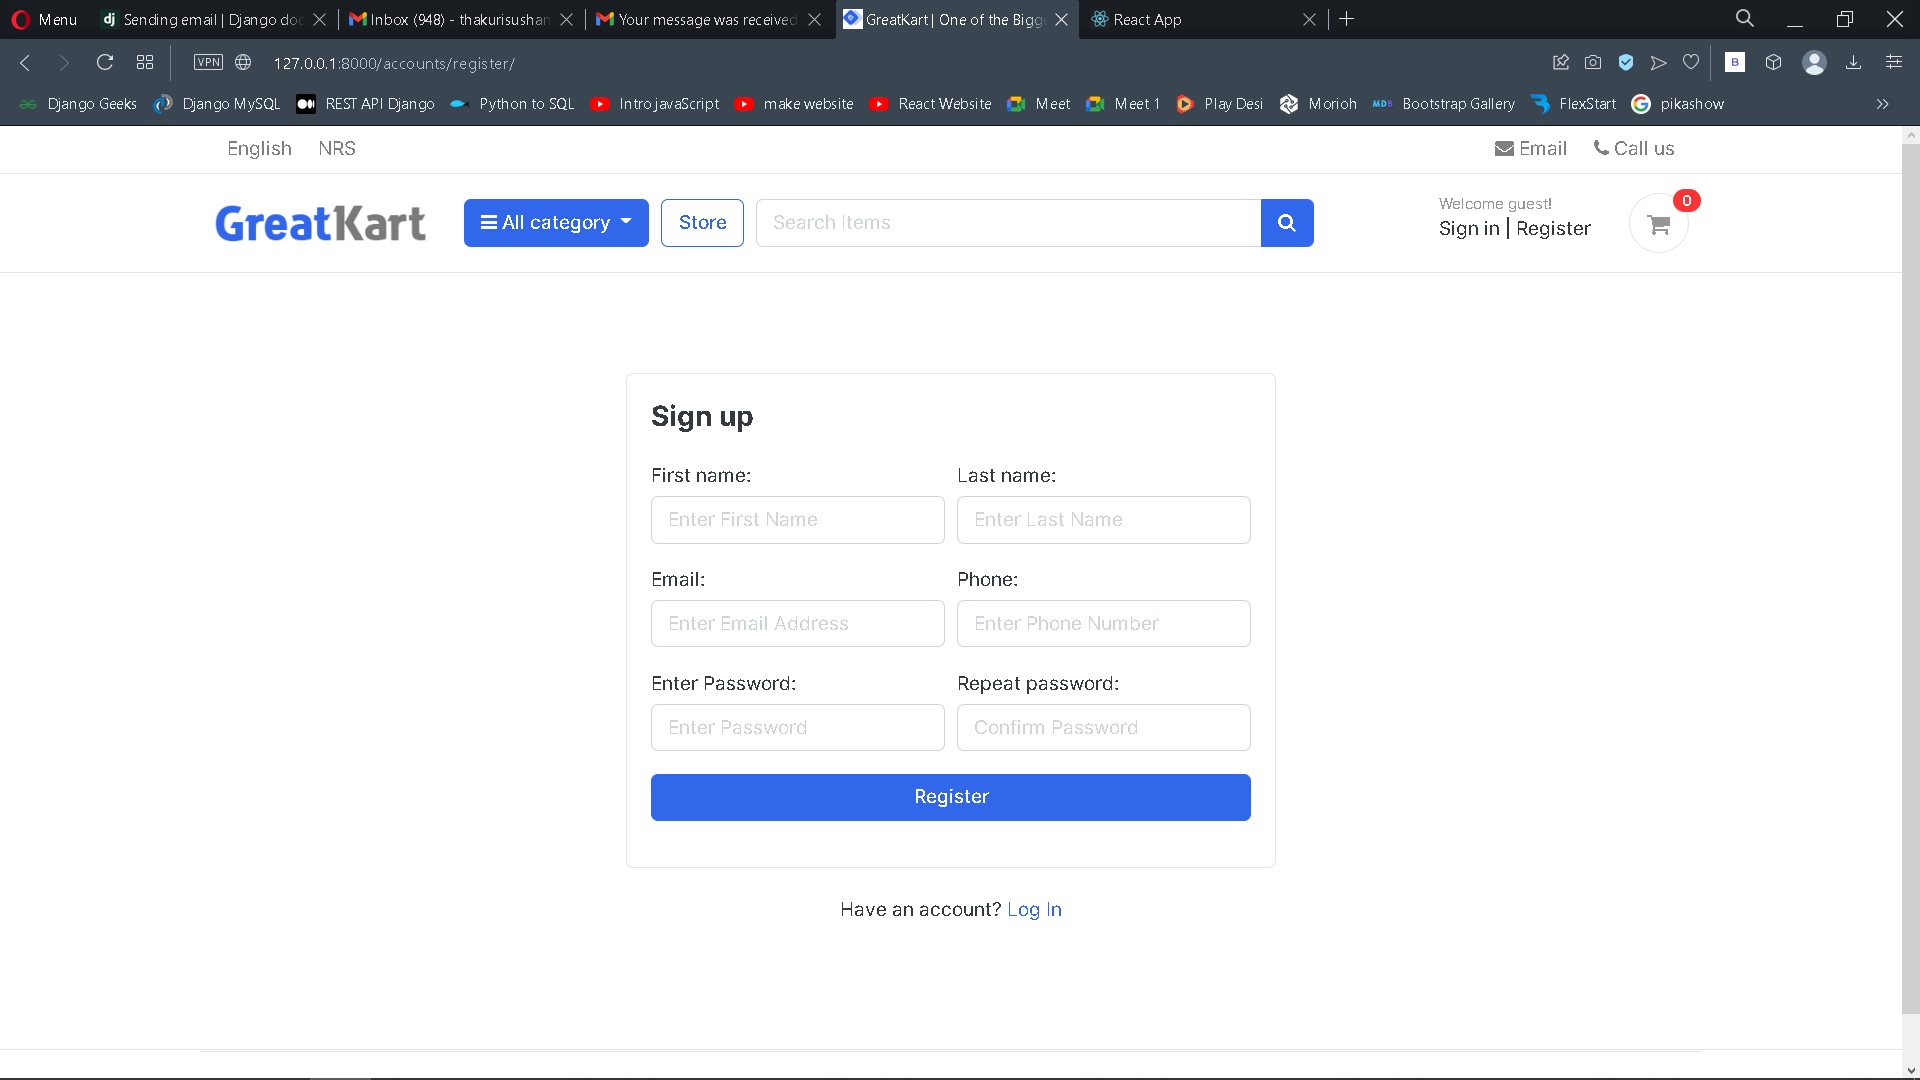 Menu
Sending email | Django doc
Inbox (948) - thakurisushan
Your message was received
GreatKart | One of the Bigg
React App
VPN
127.0.0.1:8000/accounts/register/
B
Django Geeks
Django MySQL
REST API Django
Python to SQL
Intro javaScript
make website
React Website
Meet
Meet 1
Play Desi
Morioh
MDB
Bootstrap Gallery
FlexStart
pikashow
English NRS
Email Call us
GreatKart
All category
Store
Search Items
Welcome guest!
Sign in | Register
0
Sign up
First name: Last name:
Enter First Name Enter Last Name
Email: Phone:
Enter Email Address Enter Phone Number
Enter Password: Repeat password:
Enter Password Confirm Password
Register
Have an account? Log In